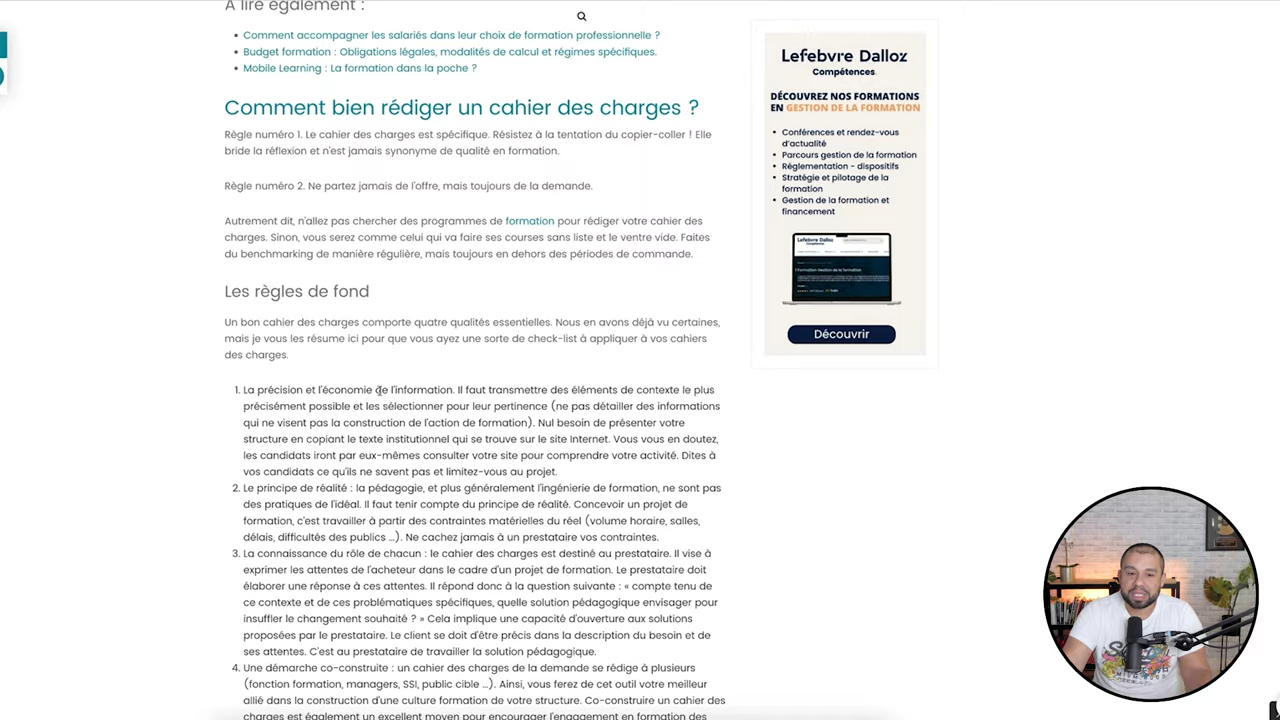 A lire également :
Comment accompagner les salariés dans leur choix de formation professionnelle ?
Budget formation : Obligations légales, modalités de calcul et régimes spécifiques.
Mobile Learning : La formation dans la poche ?
Comment bien rédiger un cahier des charges ?
Règle numéro 1. Le cahier des charges est spécifique. Résistez à la tentation du copier-coller ! Elle
bride la réflexion et n'est jamais synonyme de qualité en formation.
Règle numéro 2. Ne partez jamais de l'offre, mais toujours de la demande.
Autrement dit, n'allez pas chercher des programmes de formation pour rédiger votre cahier des
charges. Sinon, vous serez comme celui qui va faire ses courses sans liste et le ventre vide. Faites
du benchmarking de manière régulière, mais toujours en dehors des périodes de commande.
Les règles de fond
Un bon cahier des charges comporte quatre qualités essentielles. Nous en avons déjà vu certaines,
mais je vous les résume ici pour que vous ayez une sorte de check-list à appliquer à vos cahiers
des charges.
1. La précision et l'économie de l'information. Il faut transmettre des éléments de contexte le plus
précisément possible et les sélectionner pour leur pertinence (ne pas détailler des informations
qui ne visent pas la construction de l'action de formation). Nul besoin de présenter votre
structure en copiant le texte institutionnel qui se trouve sur le site Internet. Vous vous en doutez,
les candidats iront par eux-mêmes consulter votre site pour comprendre votre activité. Dites à
vos candidats ce qu'ils ne savent pas et limitez-vous au projet.
2. Le principe de réalité : la pédagogie, et plus généralement l'ingénierie de formation, ne sont pas
des pratiques de l'idéal. Il faut tenir compte du principe de réalité. Concevoir un projet de
formation, c'est travailler à partir des contraintes matérielles du réel (volume horaire, salles,
délais, difficultés des publics …). Ne cachez jamais à un prestataire vos contraintes.
3. La connaissance du rôle de chacun : le cahier des charges est destiné au prestataire. Il vise à
exprimer les attentes de l'acheteur dans le cadre d'un projet de formation. Le prestataire doit
élaborer une réponse à ces attentes. Il répond donc à la question suivante : « compte tenu de
ce contexte et de ces problématiques spécifiques, quelle solution pédagogique envisager pour
insuffler le changement souhaité ? » Cela implique une capacité d'ouverture aux solutions
proposées par le prestataire. Le client se doit d'être précis dans la description du besoin et de
ses attentes. C'est au prestataire de travailler la solution pédagogique.
4. Une démarche co-construite : un cahier des charges de la demande se rédige à plusieurs
(fonction formation, managers, SSI, public cible …). Ainsi, vous ferez de cet outil votre meilleur
allié dans la construction d'une culture formation de votre structure. Co-construire un cahier des
charges est également un excellent moyen pour encourager l'engagement en formation des
Lefebvre Dalloz
Compétences
DÉCOUVREZ NOS FORMATIONS
EN GESTION DE LA FORMATION
Conférences et rendez-vous
d'actualité
Parcours gestion de la formation
Réglementation - dispositifs
Stratégie et pilotage de la
formation
Gestion de la formation et
financement
Lefebvre Dalloz
Découvrir